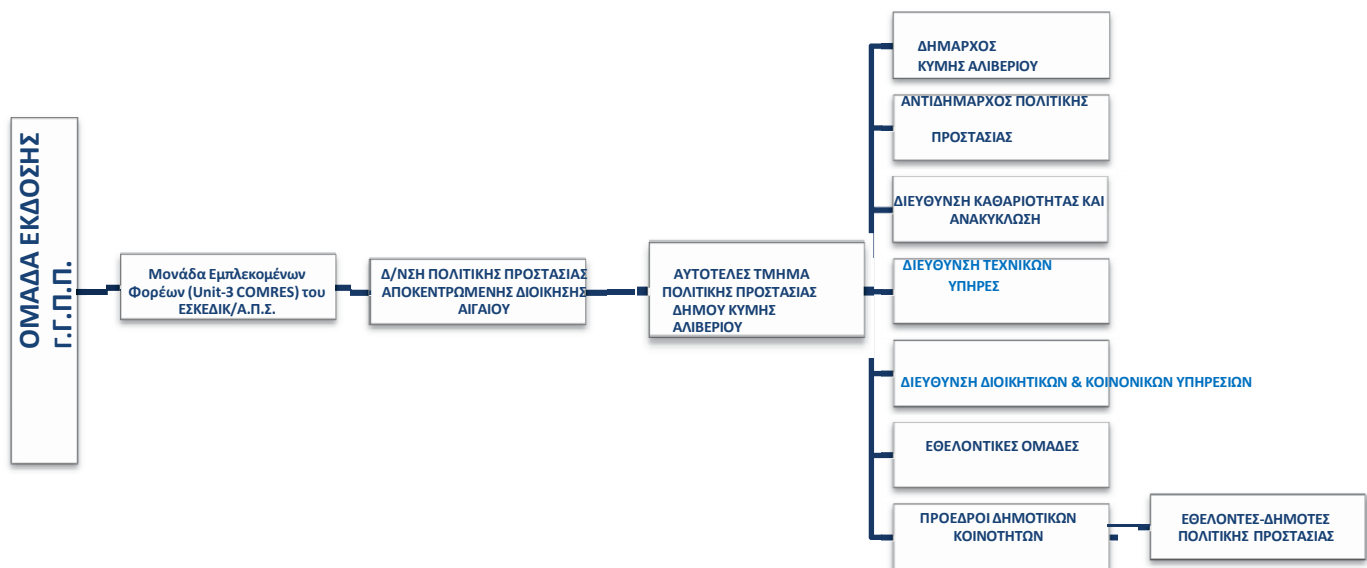 ΟΜΑΔΑ ΕΚΔΟΣΗΣ
Γ.Γ.Π.Π.
Μονάδα Εμπλεκομένων
Φορέων (Unit-3 COMRES) του
ΕΣΚΕΔΙΚ/Α.Π.Σ.
Δ/ΝΣΗ ΠΟΛΙΤΙΚΗΣ ΠΡΟΣΤΑΣΙΑΣ
ΑΠΟΚΕΝΤΡΩΜΕΝΗΣ ΔΙΟΙΚΗΣΗΣ
ΑΙΓΑΙΟΥ
ΑΥΤΟΤΕΛΕΣ ΤΜΗΜΑ
ΠΟΛΙΤΙΚΗΣ ΠΡΟΣΤΑΣΙΑΣ
ΔΗΜΟΥ ΚΥΜΗΣ
ΑΛΙΒΕΡΙΟΥ
ΔΗΜΑΡΧΟΣ
ΚΥΜΗΣ ΑΛΙΒΕΡΙΟΥ
ΑΝΤΙΔΗΜΑΡΧΟΣ ΠΟΛΙΤΙΚΗΣ
ΠΡΟΣΤΑΣΙΑΣ
ΔΙΕΥΘΥΝΣΗ ΚΑΘΑΡΙΟΤΗΤΑΣ ΚΑΙ
ΑΝΑΚΥΚΛΩΣΗ
ΔΙΕΥΘΥΝΣΗ ΤΕΧΝΙΚΩΝ
ΥΠΗΡΕΣ
ΔΙΕΥΘΥΝΣΗ ΔΙΟΙΚΗΤΙΚΩΝ & ΚΟΙΝΟΝΙΚΩΝ ΥΠΗΡΕΣΙΩΝ
ΕΘΕΛΟΝΤΙΚΕΣ ΟΜΑΔΕΣ
ΠΡΟΕΔΡΟΙ ΔΗΜΟΤΙΚΩΝ
ΚΟΙΝΟΤΗΤΩΝ
ΕΘΕΛΟΝΤΕΣ-ΔΗΜΟΤΕΣ
ΠΟΛΙΤΙΚΗΣ ΠΡΟΣΤΑΣΙΑΣ